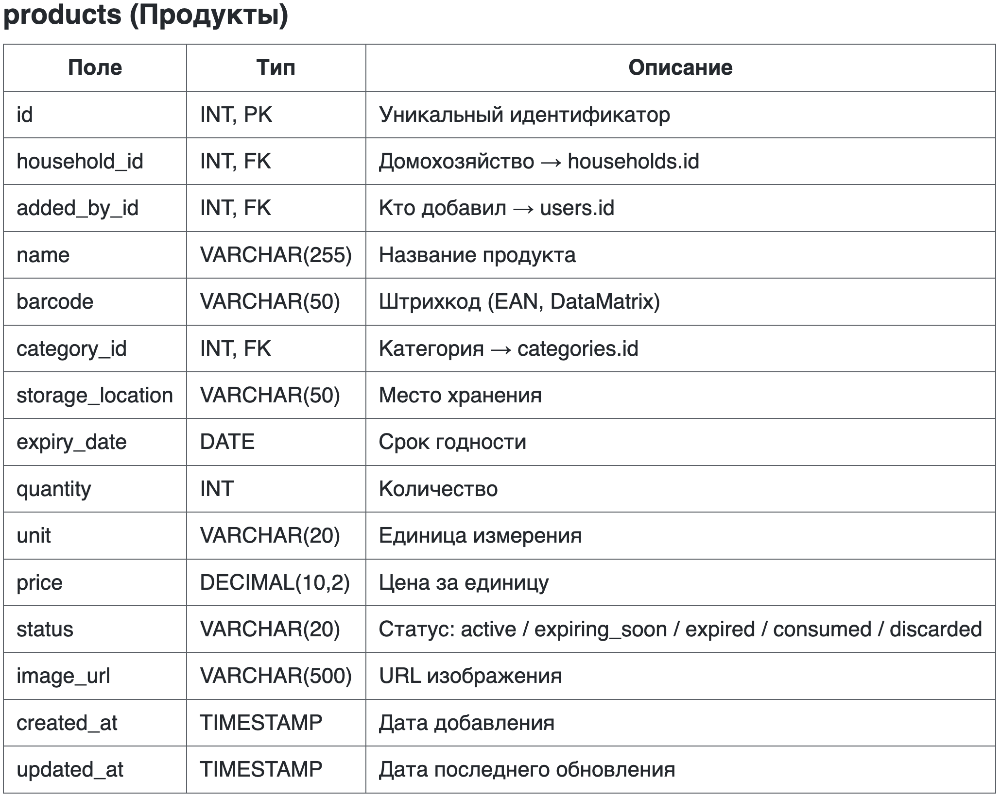 products (Продукты)
Поле Тип Описание
id INT, PK Уникальный идентификатор
household_id INT, FK Домохозяйство → households.id
added_by_id INT, FK Кто добавил → users.id
name VARCHAR(255) Название продукта
barcode VARCHAR(50) Штрихкод (EAN, DataMatrix)
category_id INT, FK Категория → categories.id
storage_location VARCHAR(50) Место хранения
expiry_date DATE Срок годности
quantity INT Количество
unit VARCHAR(20) Единица измерения
price DECIMAL(10,2) Цена за единицу
status VARCHAR(20) Статус: active / expiring_soon / expired / consumed / discarded
image_url VARCHAR(500) URL изображения
created_at TIMESTAMP Дата добавления
updated_at TIMESTAMP Дата последнего обновления